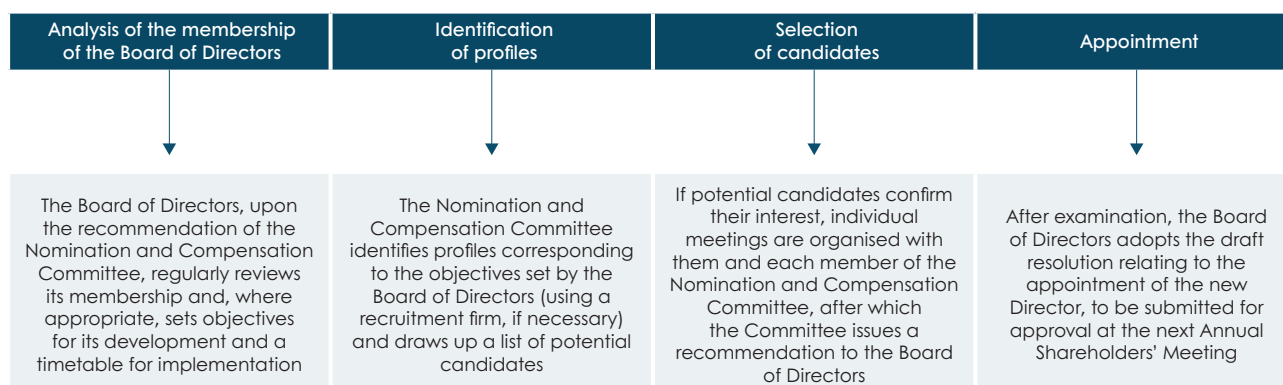 Analysis of the membership
of the Board of Directors
Identification
of profiles
Selection
of candidates
Appointment
The Board of Directors, upon
the recommendation of the
Nomination and Compensation
Committee, regularly reviews
its membership and, where
appropriate, sets objectives
for its development and a
timetable for implementation
The Nomination and
Compensation Committee
identifies profiles corresponding
to the objectives set by the
Board of Directors (using a
recruitment firm, if necessary)
and draws up a list of potential
candidates
If potential candidates confirm
their interest, individual
meetings are organised with
them and each member of the
Nomination and Compensation
Committee, after which
the Committee issues a
recommendation to the Board
of Directors
After examination, the Board
of Directors adopts the draft
resolution relating to the
appointment of the new
Director, to be submitted for
approval at the next Annual
Shareholders’ Meeting